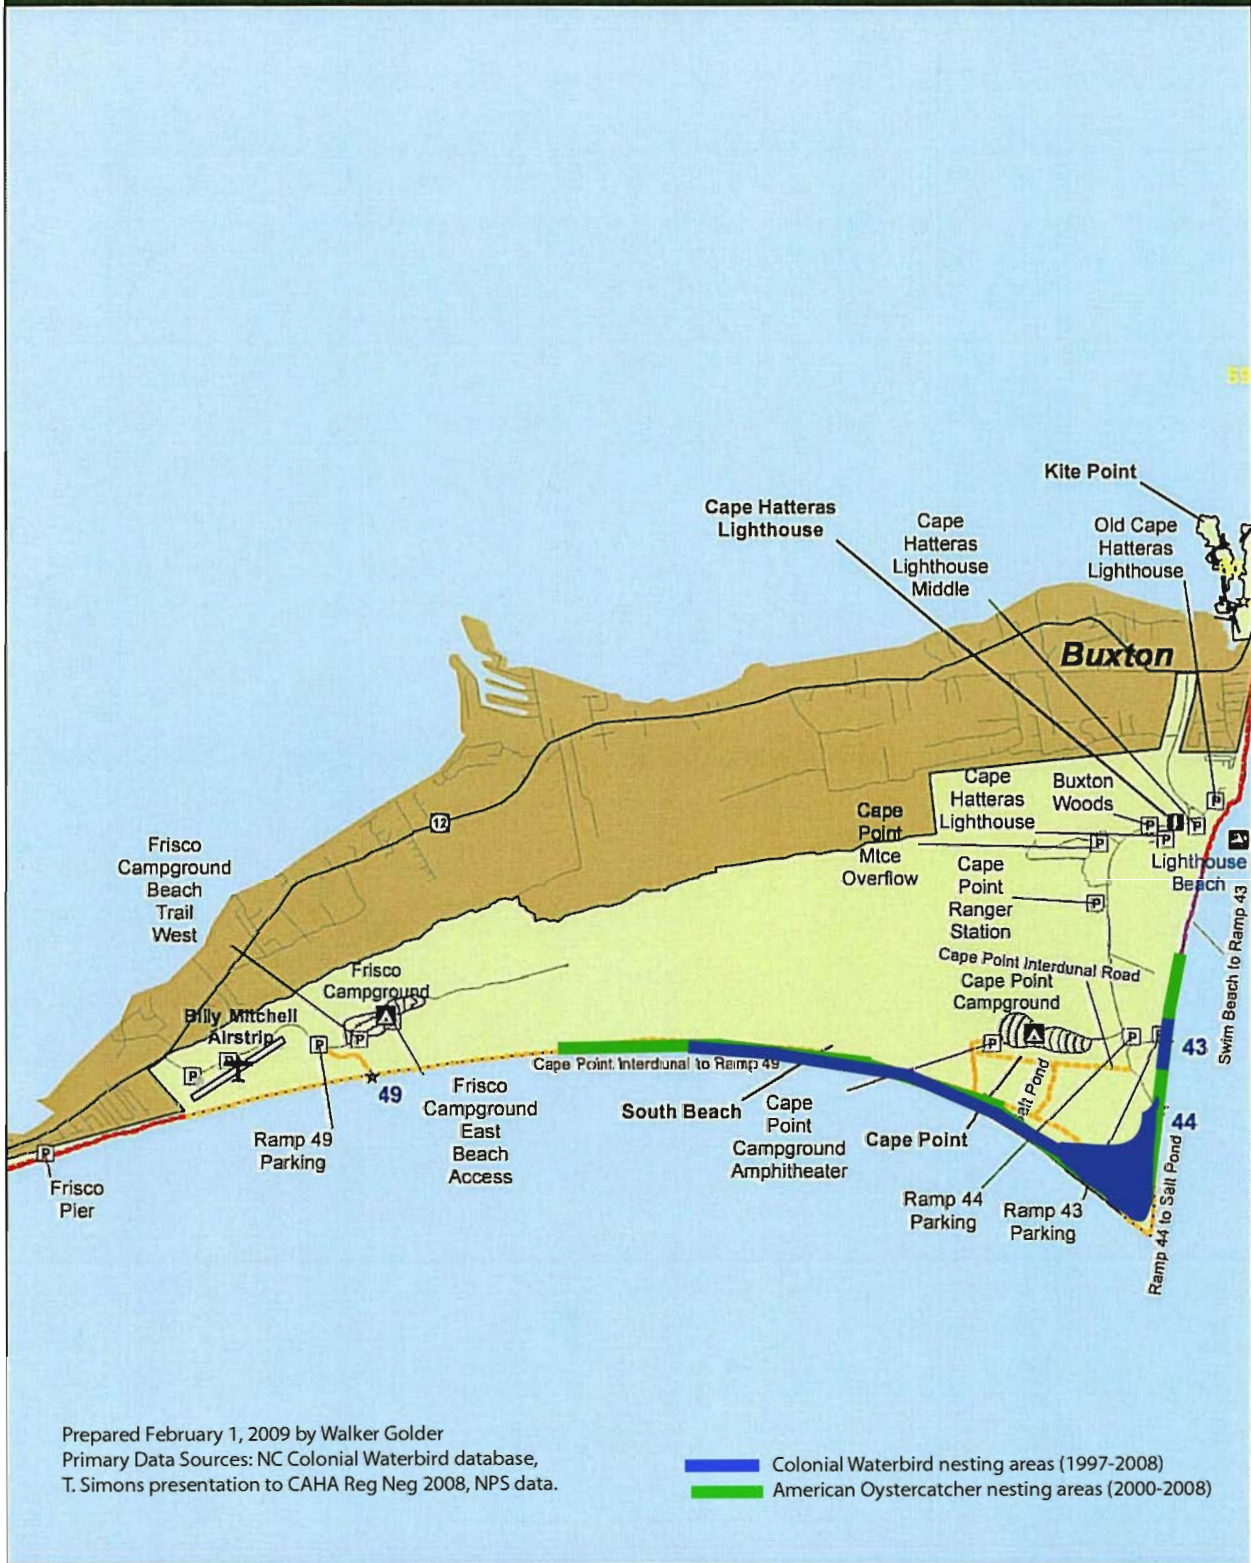 59
Kite Point
Cape Hatteras
Lighthouse
Cape
Hatteras
Lighthouse
Middle
Old Cape
Hatteras
Lighthouse
Buxton
12
Cape
Hatteras
Lighthouse
Buxton
Woods
Cape
Point
Mtce
Overflow
Lighthouse
Beach
Frisco
Campground
Beach
Trail
West
Cape
Point
Ranger
Station
Swim Beach to Ramp 43
Cape Point Interdunal Road
Frisco
Campground
Cape Point
Campground
Billy Mitchell
Airstrip
43
Cape Point Interdunal to Ramp 49
49
Frisco
Campground
East
Beach
Access
South Beach
Cape
Point
Campground
Amphitheater
Salt Pond
Cape Point
44
Ramp 49
Parking
Frisco
Pier
Ramp 44
Parking
Ramp 43
Parking
Ramp 44 to Salt Pond
P
P
P
P
P
P
P
P
P
P
P
P
P
P
Prepared February 1, 2009 by Walker Golder
Primary Data Sources: NC Colonial Waterbird database,
T. Simons presentation to CAHA Reg Neg 2008, NPS data.
Colonial Waterbird nesting areas (1997-2008)
American Oystercatcher nesting areas (2000-2008)